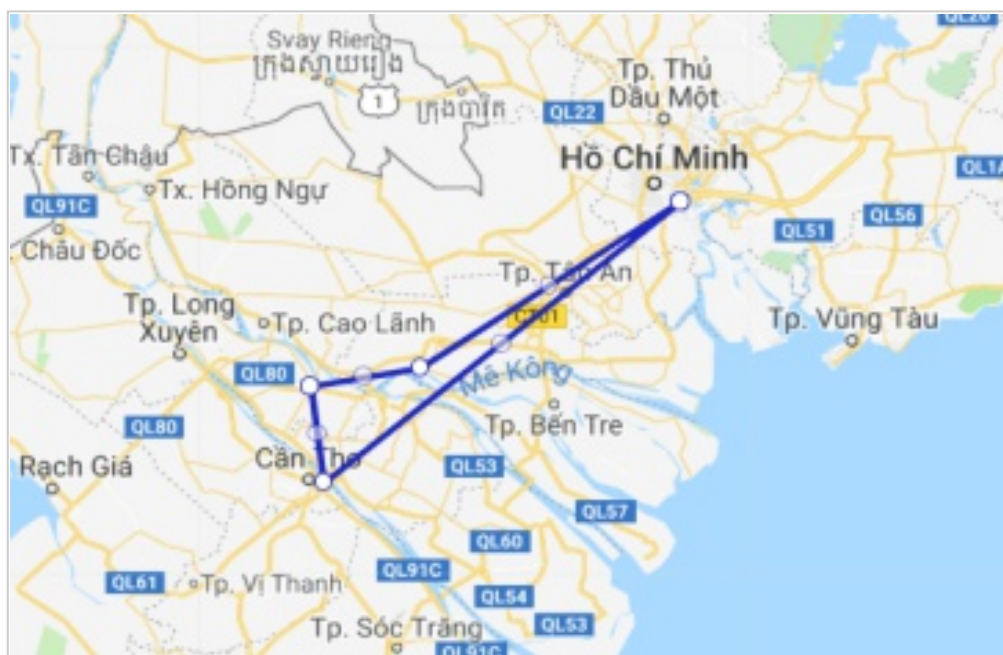 QL20
Svay Rieng
ក្រុងស្វាយរៀង
Tp. Thủ
Dầu Một
1
ក្រុងបាវិត
QL22
Hồ Chí Minh
Tx. Tân Châu
Tx. Hồng Ngự
QL1A
QL91C
QL56
Châu Đốc
QL51
Tp. Tân An
Tp. Long
Xuyên
Tp. Cao Lãnh
CT01
Tp. Vũng Tàu
QL80
Mê Kông
QL80
Tp. Bến Tre
Rạch Giá
Cần Thơ
QL53
QL57
QL60
QL61
Tp. Vị Thanh
QL91C
QL54
QL53
Tp. Sóc Trăng
QL91C